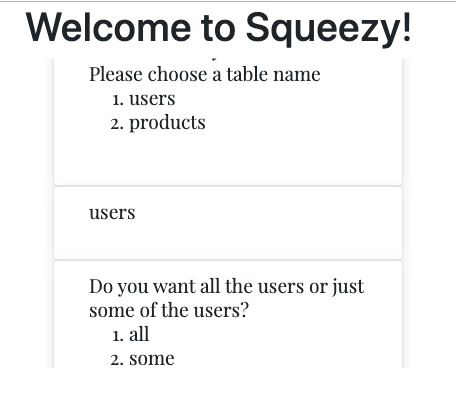 Welcome to Squeezy!
Please choose a table name
1. users
2. products
users
Do you want all the users or just
some of the users?
1. all
2. some